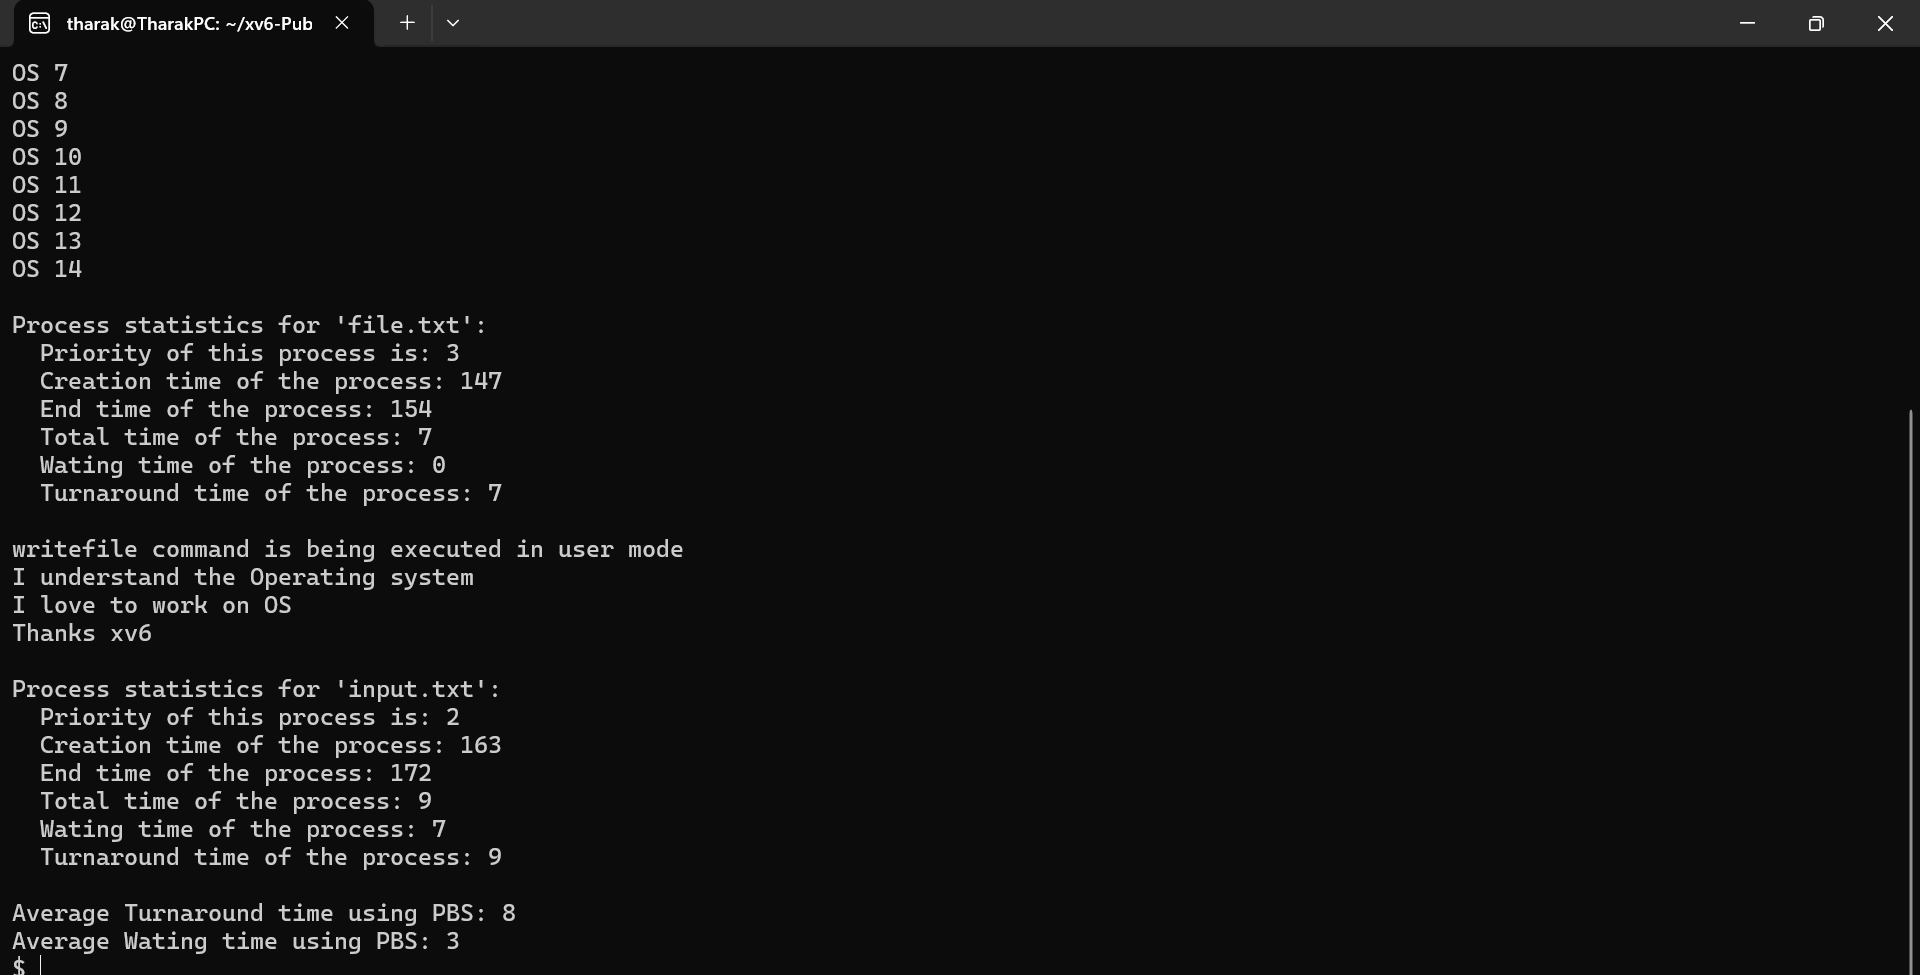 tharak@TharakPC: ~/xv6-Pub
OS 7
OS 8
OS 9
OS 10
OS 11
OS 12
OS 13
OS 14
Process statistics for 'file.txt':
Priority of this process is: 3
Creation time of the process: 147
End time of the process: 154
Total time of the process: 7
Wating time of the process: 0
Turnaround time of the process: 7
writefile command is being executed in user mode
I understand the Operating system
I love to work on OS
Thanks xv6
Process statistics for 'input.txt':
Priority of this process is: 2
Creation time of the process: 163
End time of the process: 172
Total time of the process: 9
Wating time of the process: 7
Turnaround time of the process: 9
Average Turnaround time using PBS: 8
Average Wating time using PBS: 3
$